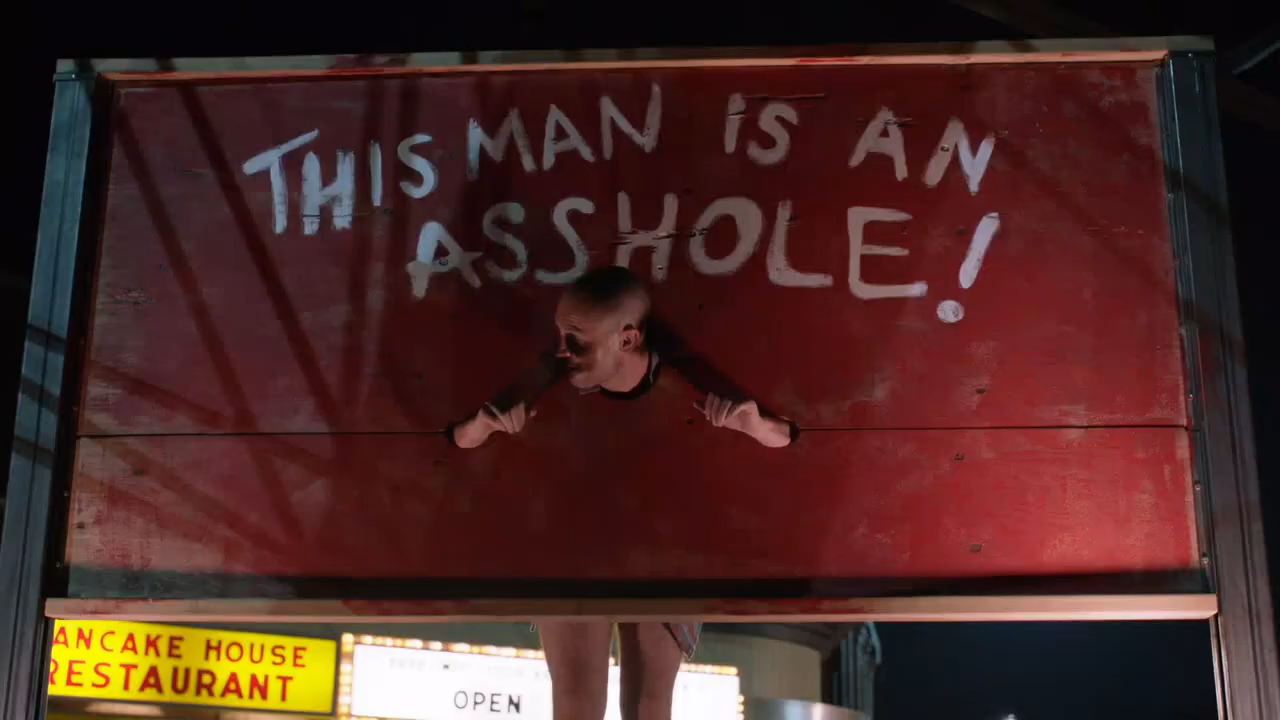 THIS MAN IS AN
ASSHOLE!
ANCAKE HOUSE
RESTAURANT
OPEN